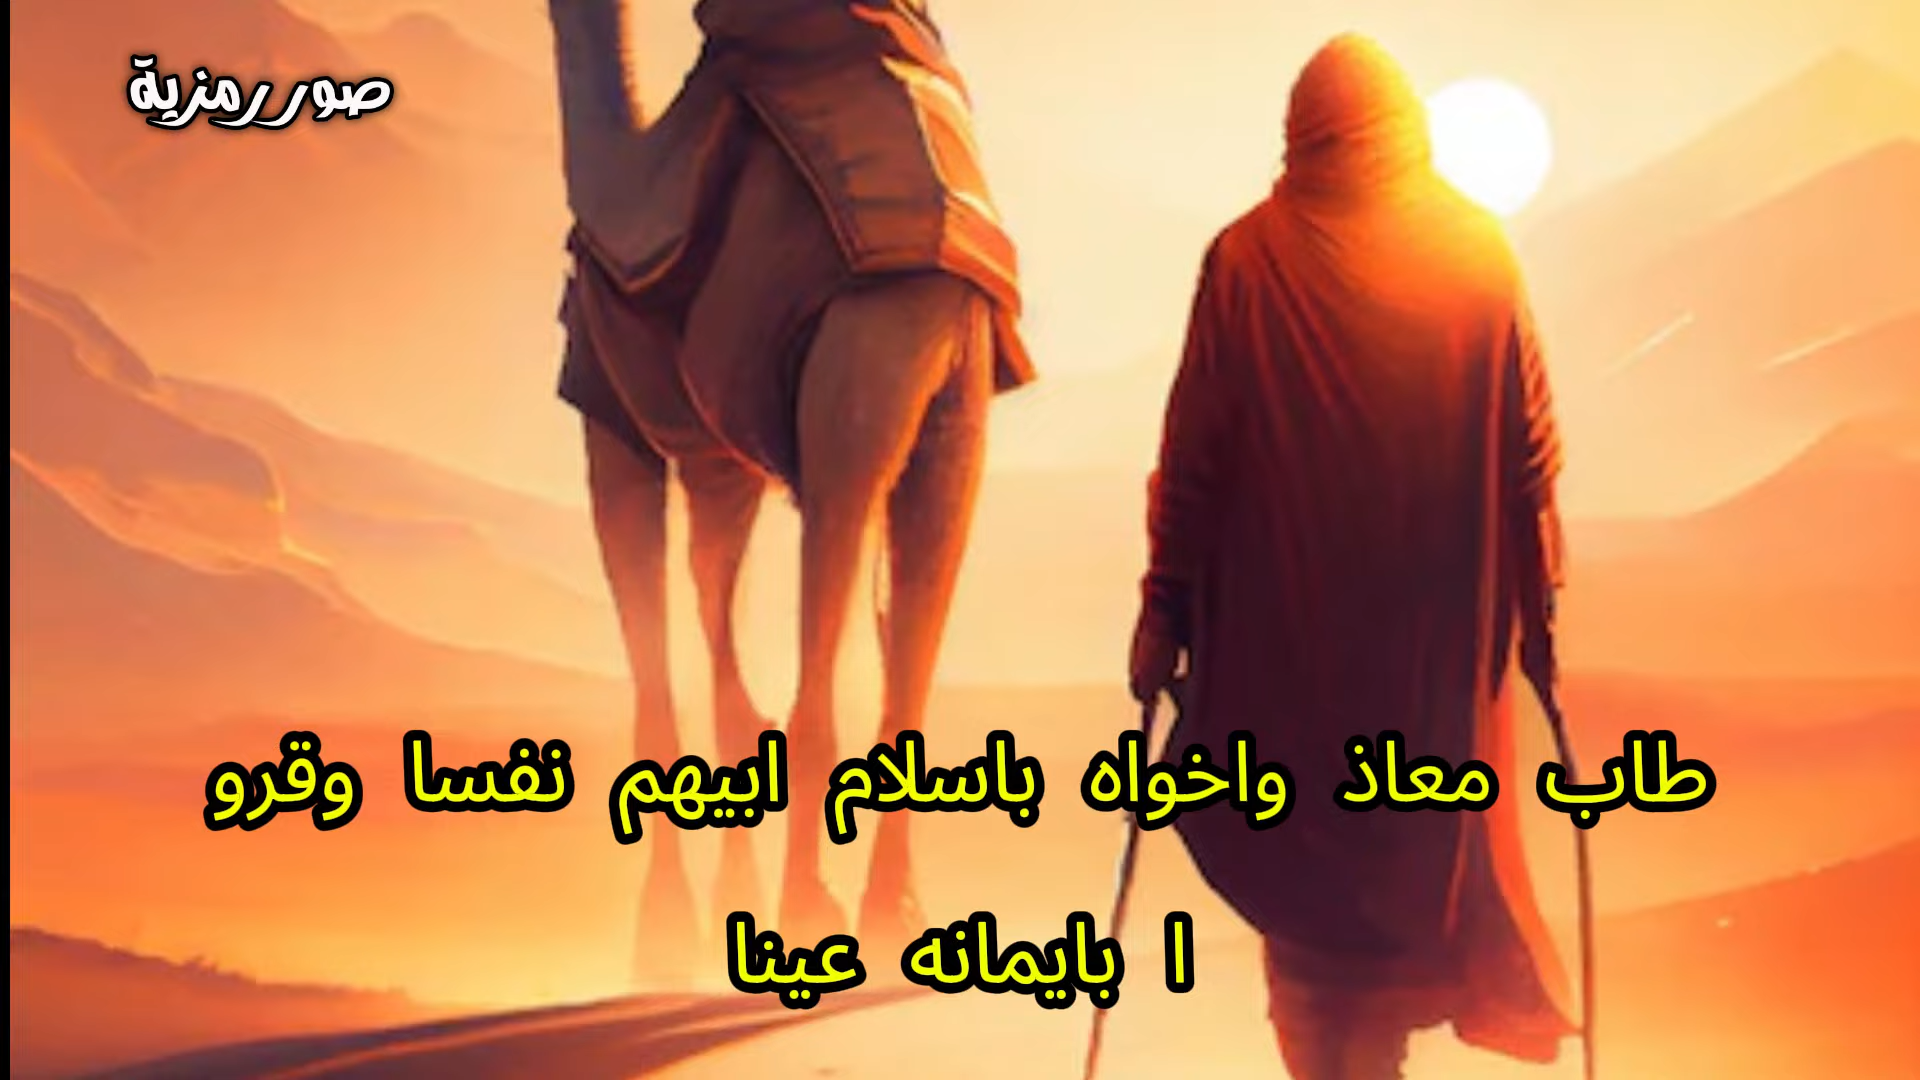 صور رمزية
طاب معاذ واخواه باسلام ابيهم نفسا وقرو
ا بايمانه عينا